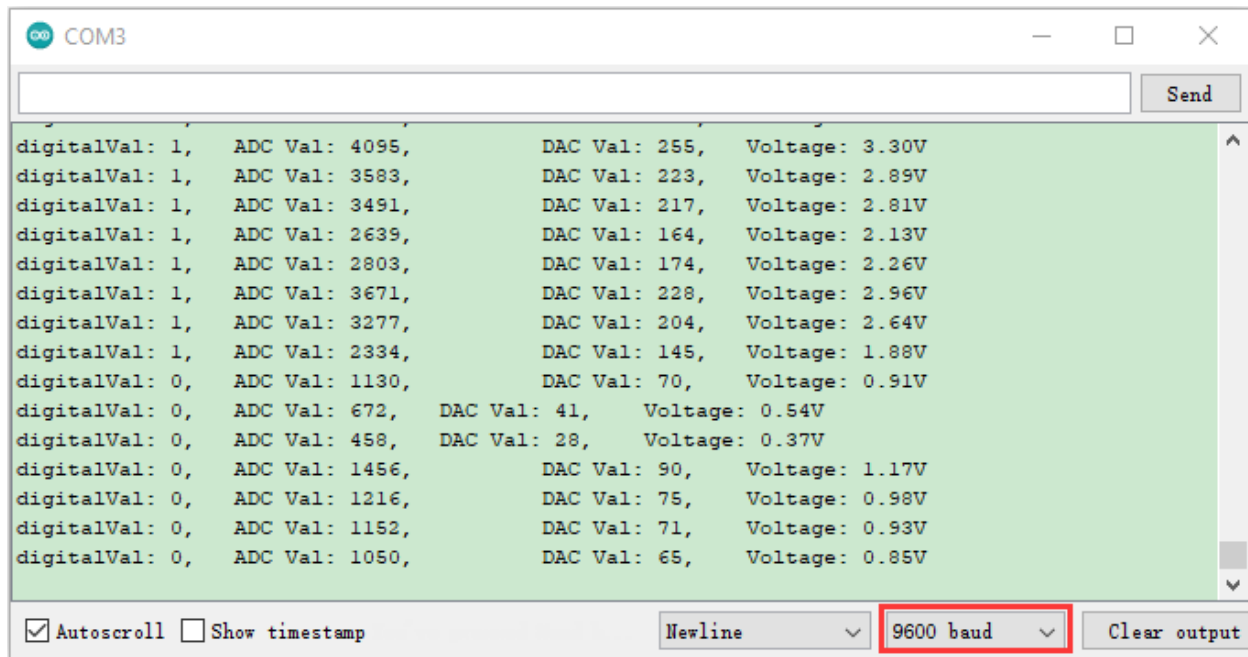 COM3
Send
digitalVal: 1, ADC Val: 4095, DAC Val: 255, Voltage: 3.30V
digitalVal: 1, ADC Val: 3583, DAC Val: 223, Voltage: 2.89V
digitalVal: 1, ADC Val: 3491, DAC Val: 217, Voltage: 2.81V
digitalVal: 1, ADC Val: 2639, DAC Val: 164, Voltage: 2.13V
digitalVal: 1, ADC Val: 2803, DAC Val: 174, Voltage: 2.26V
digitalVal: 1, ADC Val: 3671, DAC Val: 228, Voltage: 2.96V
digitalVal: 1, ADC Val: 3277, DAC Val: 204, Voltage: 2.64V
digitalVal: 1, ADC Val: 2334, DAC Val: 145, Voltage: 1.88V
digitalVal: 0, ADC Val: 1130, DAC Val: 70, Voltage: 0.91V
digitalVal: 0, ADC Val: 672, DAC Val: 41, Voltage: 0.54V
digitalVal: 0, ADC Val: 458, DAC Val: 28, Voltage: 0.37V
digitalVal: 0, ADC Val: 1456, DAC Val: 90, Voltage: 1.17V
digitalVal: 0, ADC Val: 1216, DAC Val: 75, Voltage: 0.98V
digitalVal: 0, ADC Val: 1152, DAC Val: 71, Voltage: 0.93V
digitalVal: 0, ADC Val: 1050, DAC Val: 65, Voltage: 0.85V
Autoscroll Show timestamp Newline 9600 baud Clear output